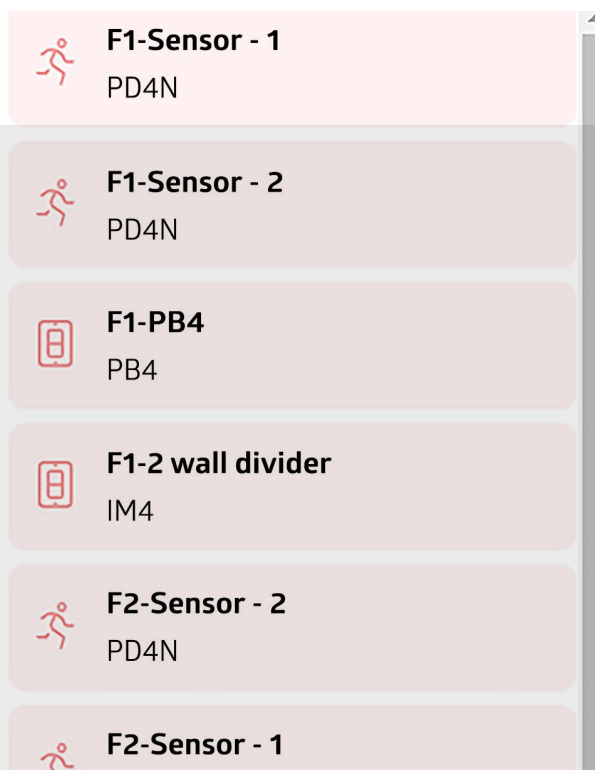 F1-Sensor - 1
PD4N
F1-Sensor - 2
PD4N
F1-PB4
PB4
F1-2 wall divider
IM4
F2-Sensor - 2
PD4N
F2-Sensor - 1